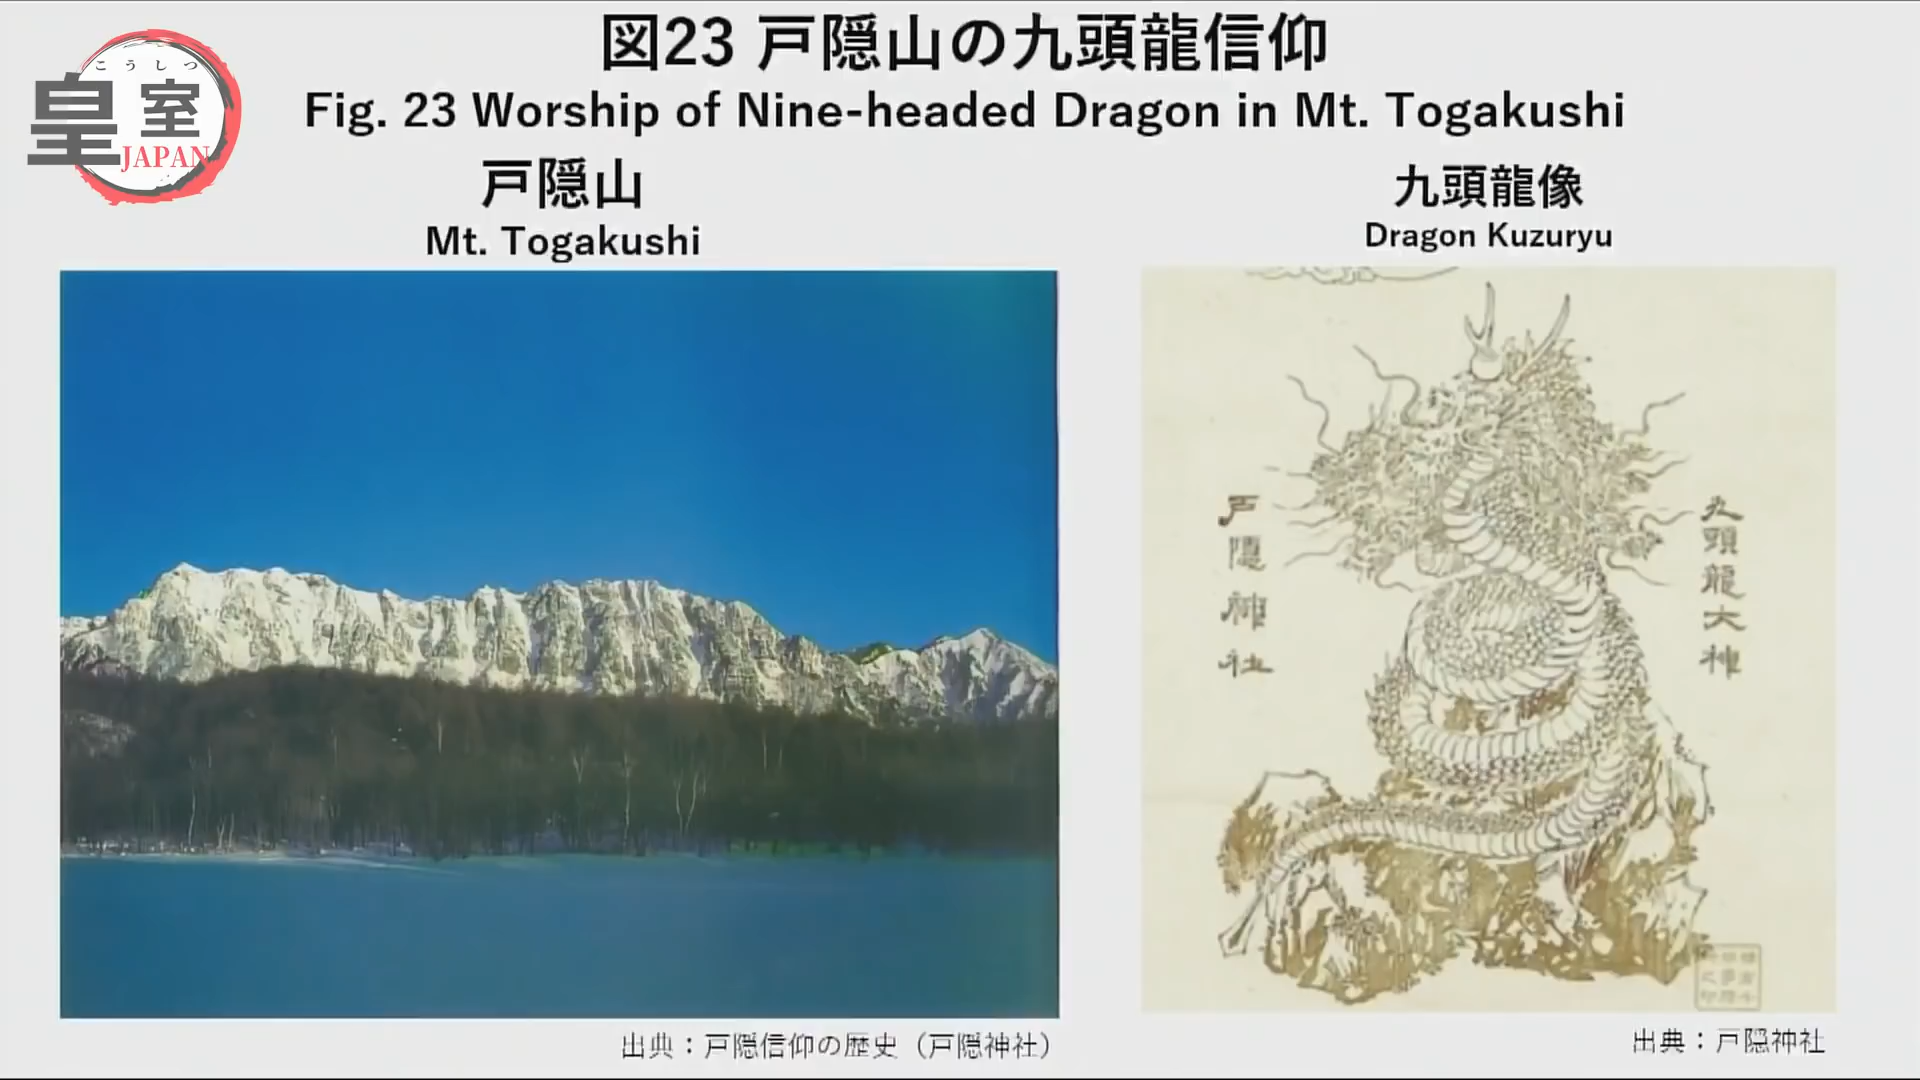 図23 戸隠山の九頭龍信仰
Fig. 23 Worship of Nine-headed Dragon in Mt. Togakushi
こうしつ
皇室
JAPAN
戸隠山
Mt. Togakushi
九頭龍像
Dragon Kuzuryu
九頭龍大神
戸隠神社
出典：戸隠信仰の歴史（戸隠神社）
出典：戸隠神社